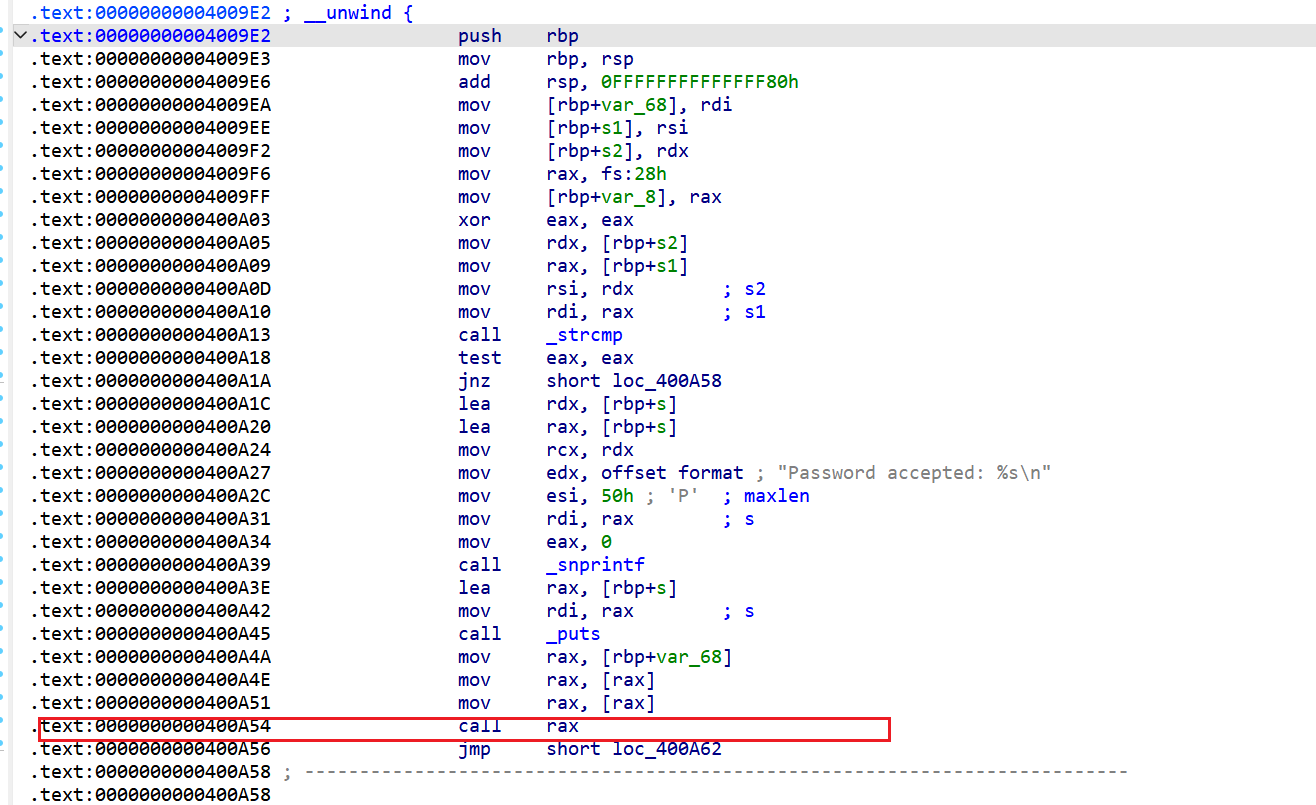 .text:00000000004009E2 ; __unwind {
.text:00000000004009E2 push rbp
.text:00000000004009E3 mov rbp, rsp
.text:00000000004009E6 add rsp, 0FFFFFFFFFFFFFF80h
.text:00000000004009EA mov [rbp+var_68], rdi
.text:00000000004009EE mov [rbp+s1], rsi
.text:00000000004009F2 mov [rbp+s2], rdx
.text:00000000004009F6 mov rax, fs:28h
.text:00000000004009FF mov [rbp+var_8], rax
.text:0000000000400A03 xor eax, eax
.text:0000000000400A05 mov rdx, [rbp+s2]
.text:0000000000400A09 mov rax, [rbp+s1]
.text:0000000000400A0D mov rsi, rdx ; s2
.text:0000000000400A10 mov rdi, rax ; s1
.text:0000000000400A13 call _strcmp
.text:0000000000400A18 test eax, eax
.text:0000000000400A1A jnz short loc_400A58
.text:0000000000400A1C lea rdx, [rbp+s]
.text:0000000000400A20 lea rax, [rbp+s]
.text:0000000000400A24 mov rcx, rdx
.text:0000000000400A27 mov edx, offset format ; "Password accepted: %s\n"
.text:0000000000400A2C mov esi, 50h ; 'P' ; maxlen
.text:0000000000400A31 mov rdi, rax ; s
.text:0000000000400A34 mov eax, 0
.text:0000000000400A39 call _snprintf
.text:0000000000400A3E lea rax, [rbp+s]
.text:0000000000400A42 mov rdi, rax ; s
.text:0000000000400A45 call _puts
.text:0000000000400A4A mov rax, [rbp+var_68]
.text:0000000000400A4E mov rax, [rax]
.text:0000000000400A51 mov rax, [rax]
.text:0000000000400A54 call rax
.text:0000000000400A56 jmp short loc_400A62
.text:0000000000400A58 ; ---------------------------------------------------------------------------
.text:0000000000400A58